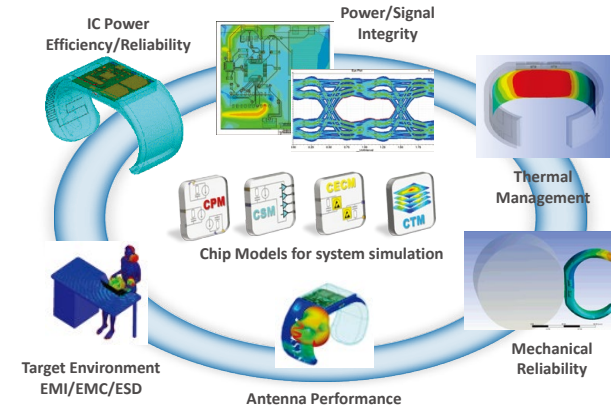 IC Power
Efficiency/Reliability
Power/Signal
Integrity
Thermal
Management
CPM
CSM
CECM
CTM
Chip Models for system simulation
Mechanical
Reliability
Target Environment
EMI/EMC/ESD
Antenna Performance